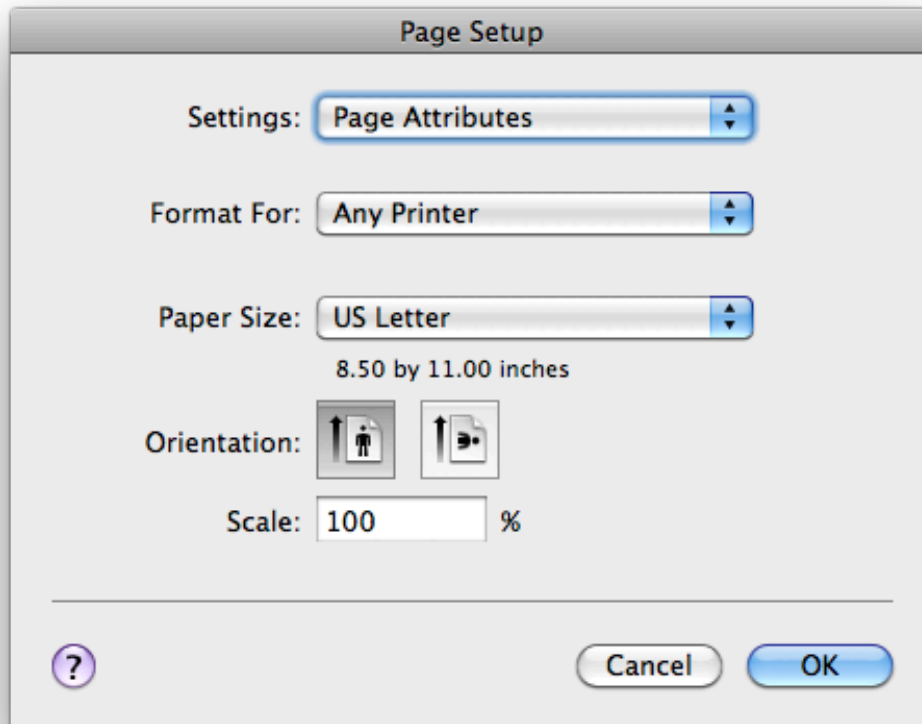 Page Setup
Settings: Page Attributes
Format For: Any Printer
Paper Size: US Letter
8.50 by 11.00 inches
Orientation:
Scale: 100 %
? Cancel OK